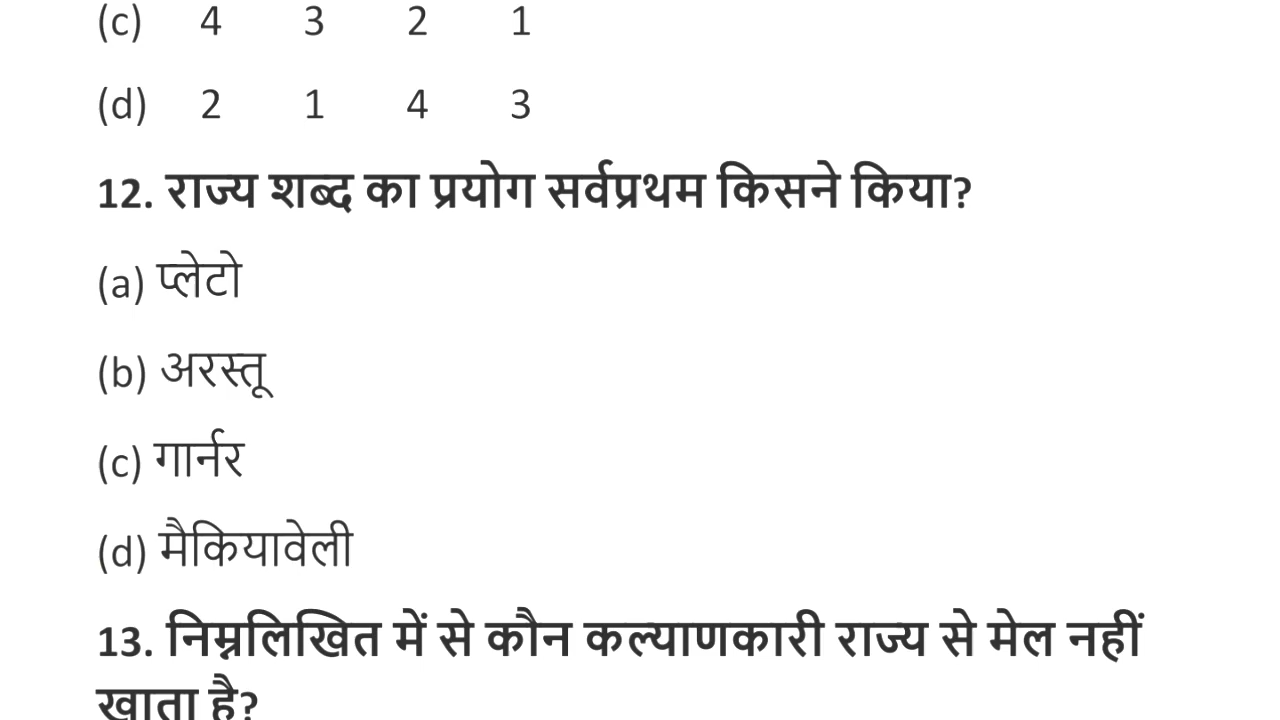 (c) 4 3 2 1
(d) 2 1 4 3
12. राज्य शब्द का प्रयोग सर्वप्रथम किसने किया?
(a) प्लेटो
(b) अरस्तू
(c) गार्नर
(d) मैकियावेली
13. निम्नलिखित में से कौन कल्याणकारी राज्य से मेल नहीं
खाता है?